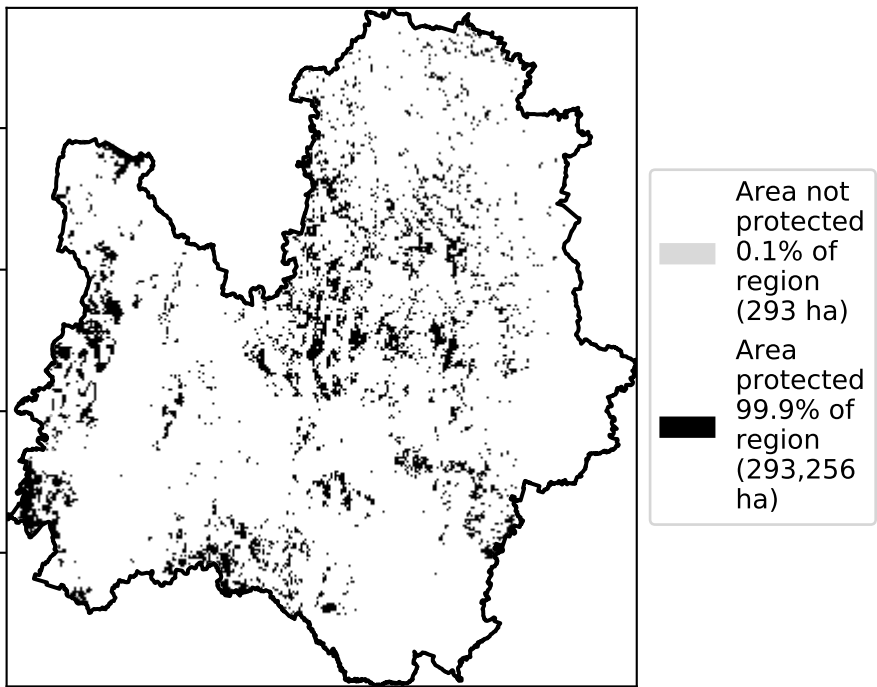 Area not
protected
0.1% of
region
(293 ha)
Area
protected
99.9% of
region
(293,256
ha)